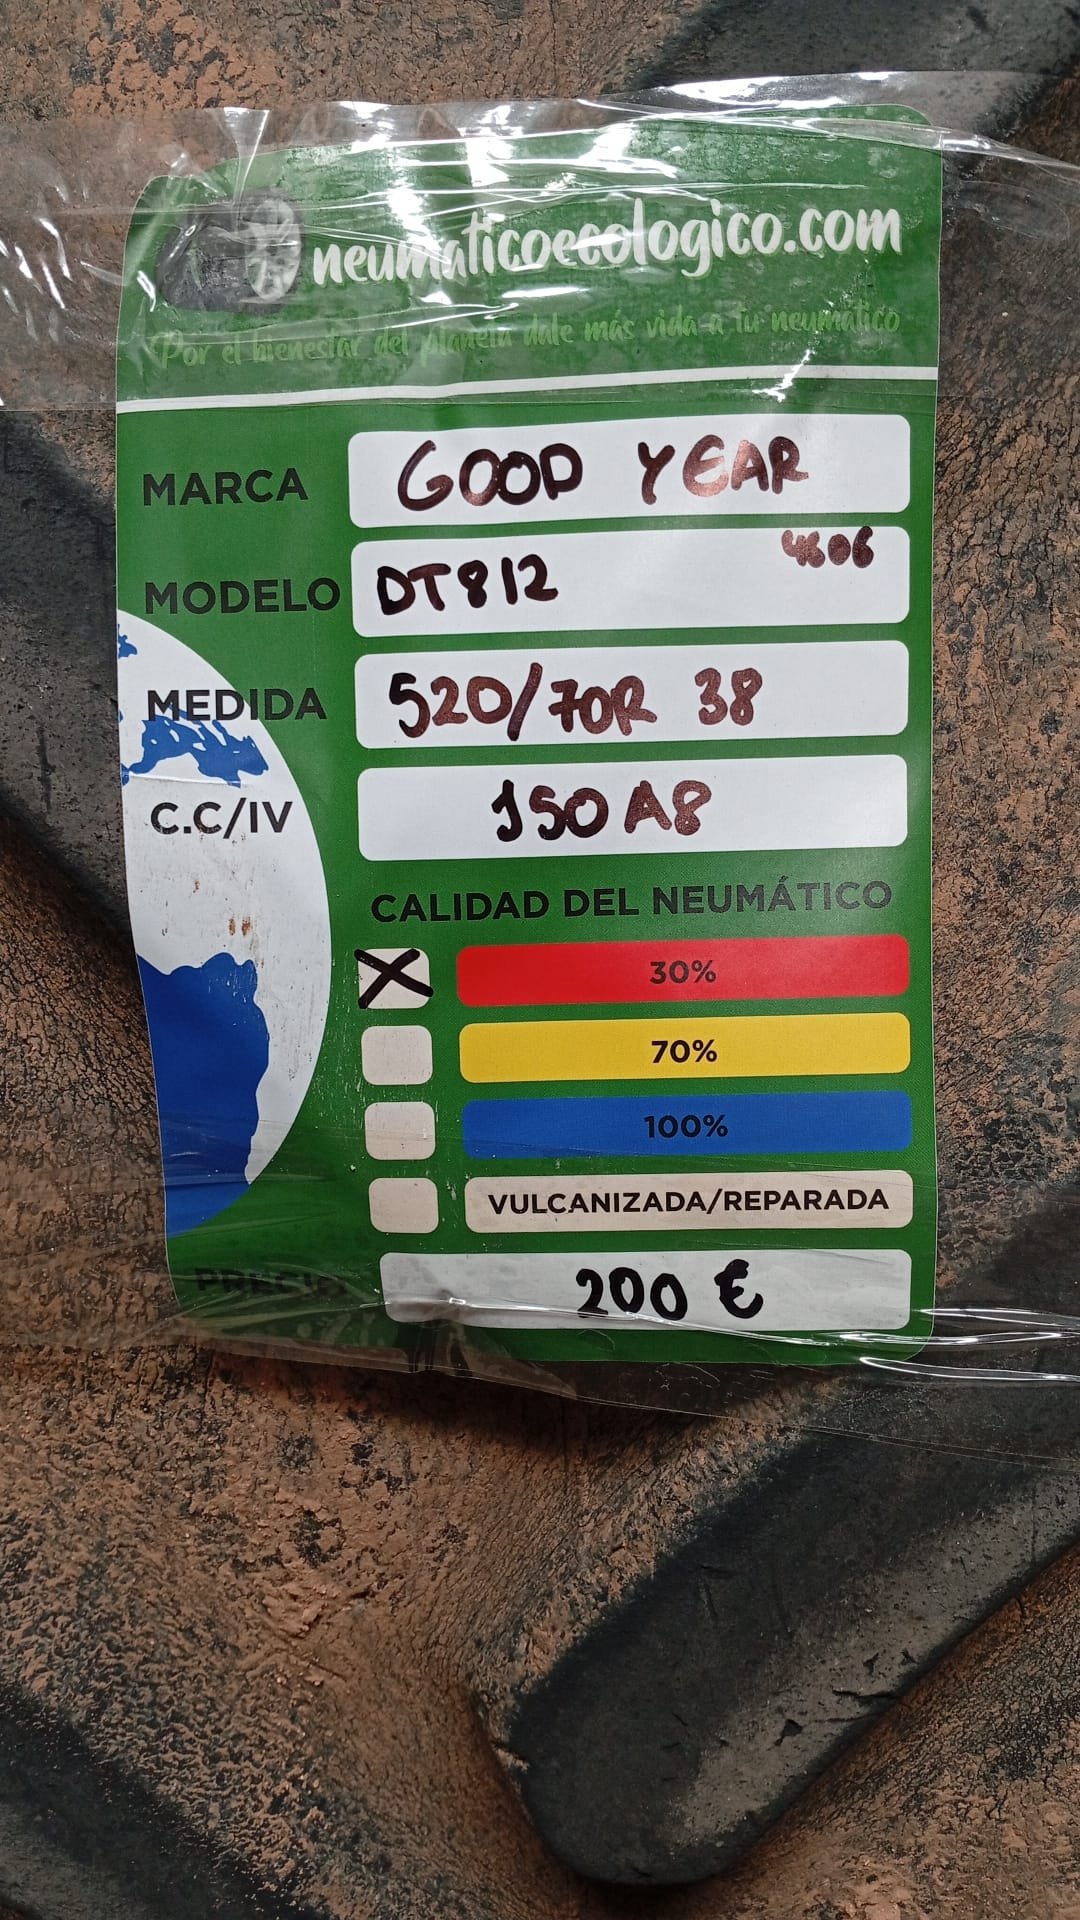 neumaticoecologico.com
Por el bienestar del planeta dale más vida a tu neumático
MARCA GOOD YEAR
MODELO DT812 4606
MEDIDA 520/70R 38
C.C/IV 150 A8
CALIDAD DEL NEUMÁTICO
X 30%
70%
100%
VULCANIZADA/REPARADA
PRECIO 200 €